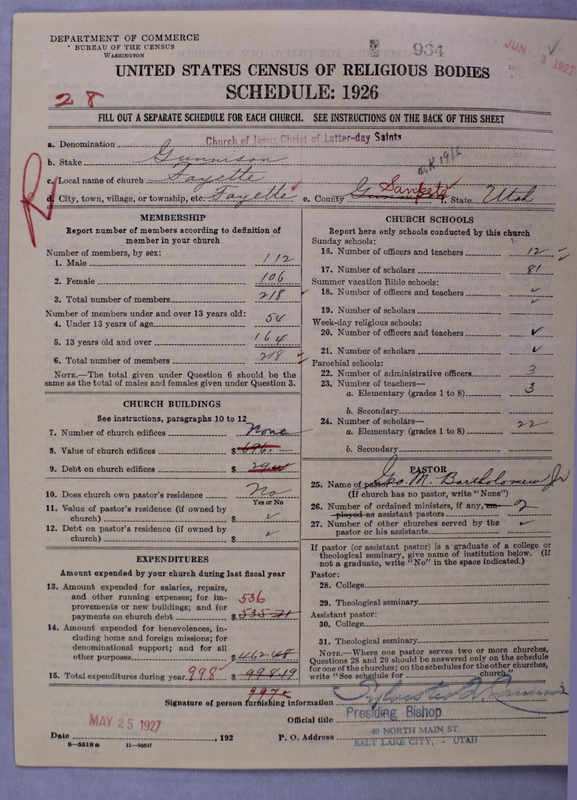 DEPARTMENT OF COMMERCE
BUREAU OF THE CENSUS
WASHINGTON
934
JUN 1 1927
UNITED STATES CENSUS OF RELIGIOUS BODIES
SCHEDULE: 1926
28
FILL OUT A SEPARATE SCHEDULE FOR EACH CHURCH. SEE INSTRUCTIONS ON THE BACK OF THIS SHEET
a. Denomination Church of Jesus Christ of Latter-day Saints
b. Stake Gunnison
c. Local name of church Fayette
d. City, town, village, or township, etc. Fayette e. County Sanpete State Utah
R
MEMBERSHIP
Report number of members according to definition of
member in your church
Number of members, by sex:
1. Male 112
2. Female 106
3. Total number of members 218
Number of members under and over 13 years old:
4. Under 13 years of age 54
5. 13 years old and over 164
6. Total number of members 218
NOTE.—The total given under Question 6 should be the
same as the total of males and females given under Question 3.
CHURCH BUILDINGS
See instructions, paragraphs 10 to 12
7. Number of church edifices None
8. Value of church edifices $
9. Debt on church edifices $
10. Does church own pastor's residence No
Yes or No
11. Value of pastor's residence (if owned by
church) $ ✓
12. Debt on pastor's residence (if owned by
church) $ ✓
EXPENDITURES
Amount expended by your church during last fiscal year
13. Amount expended for salaries, repairs,
and other running expenses; for im-
provements or new buildings; and for
payments on church debt 536 $ 535 71
14. Amount expended for benevolences, in-
cluding home and foreign missions; for
denominational support; and for all
other purposes $ 462.48
15. Total expenditures during year 998 $ 998.19
CHURCH SCHOOLS
Report here only schools conducted by this church
Sunday schools:
16. Number of officers and teachers 12
17. Number of scholars 81
Summer vacation Bible schools:
18. Number of officers and teachers ✓
19. Number of scholars ✓
Week-day religious schools:
20. Number of officers and teachers ✓
21. Number of scholars ✓
Parochial schools:
22. Number of administrative officers 3
23. Number of teachers—
a. Elementary (grades 1 to 8) 3
b. Secondary
24. Number of scholars—
a. Elementary (grades 1 to 8) 22
b. Secondary
PASTOR
25. Name of pastor Geo. M. Bartholomew Jr
(If church has no pastor, write "None")
26. Number of ordained ministers, if any, em-
ployed as assistant pastors 2
27. Number of other churches served by the
pastor or his assistants ✓
If pastor (or assistant pastor) is a graduate of a college or
theological seminary, give name of institution below. (If
not a graduate, write "No" in the space indicated.)
Pastor:
28. College
29. Theological seminary
Assistant pastor:
30. College
31. Theological seminary
NOTE.—Where one pastor serves two or more churches,
Questions 28 and 29 should be answered only on the schedule
for one of the churches; on the schedules for the other churches,
write "See schedule for church."
Signature of person furnishing information Sylvester Q. Cannon
Official title Presiding Bishop
MAY 25 1927
Date , 192 P. O. Address 40 NORTH MAIN ST.
SALT LAKE CITY, - UTAH
8—5518a 11—9354f